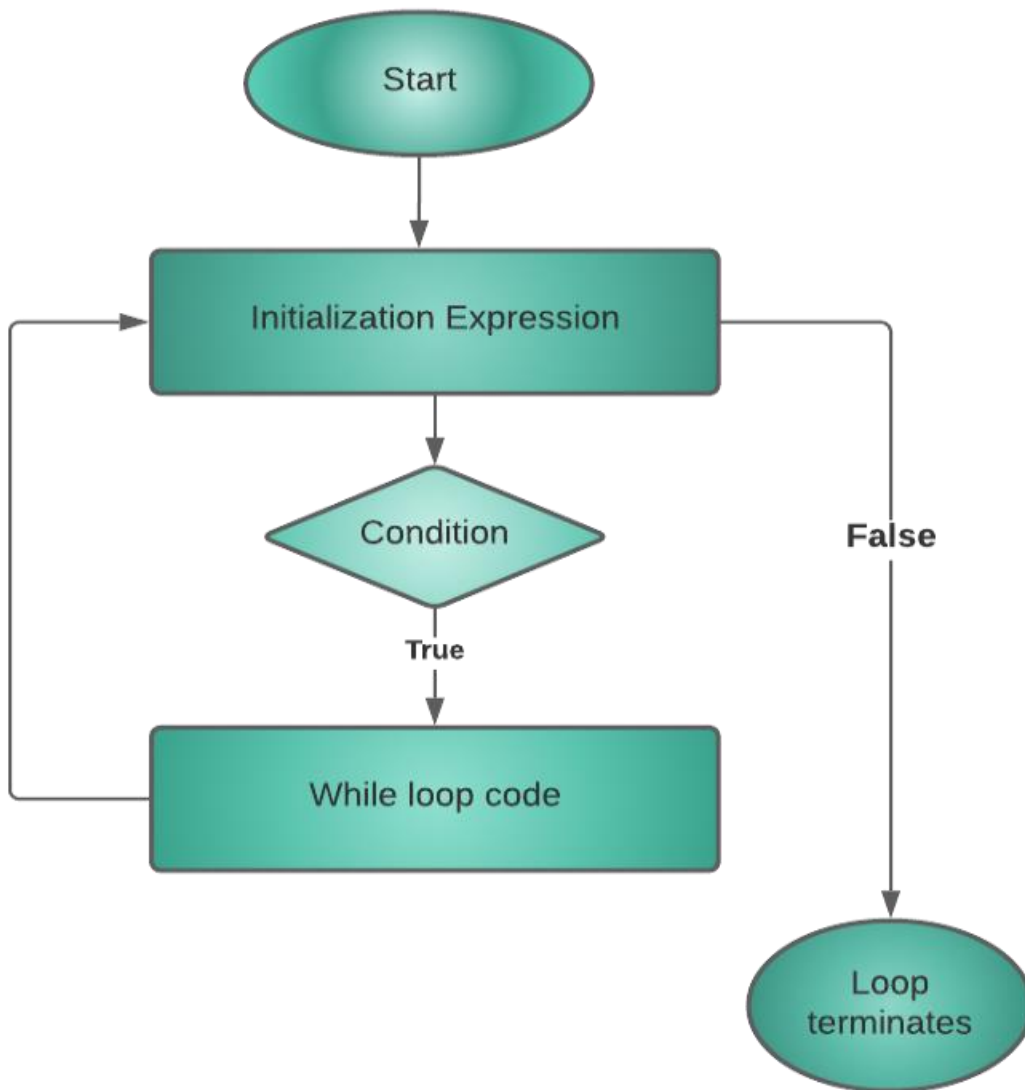 Start
Initialization Expression
Condition
False
True
While loop code
Loop
terminates